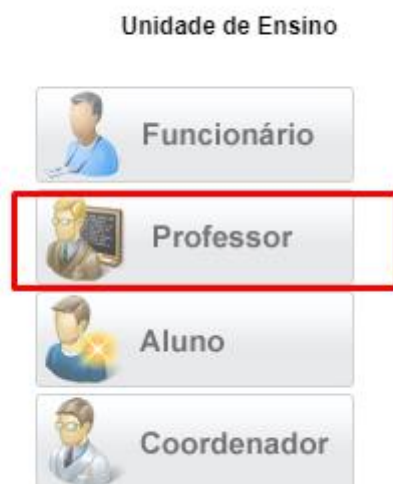 Unidade de Ensino
Funcionário
Professor
Aluno
Coordenador